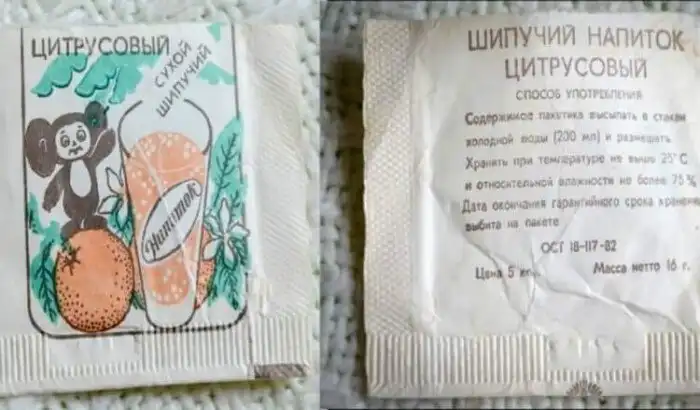 ЦИТРУСОВЫЙ
СУХОЙ
ШИПУЧИЙ
Напиток
ШИПУЧИЙ НАПИТОК
ЦИТРУСОВЫЙ
СПОСОБ УПОТРЕБЛЕНИЯ
Содержимое пакетика высыпать в стакан
холодной воды (200 мл) и размешать
Хранить при температуре не выше 25°С
и относительной влажности не более 75%
Дата окончания гарантийного срока хранения
выбита на пакете
ОСТ 18-117-82
Цена 5 Масса нетто 16 г.